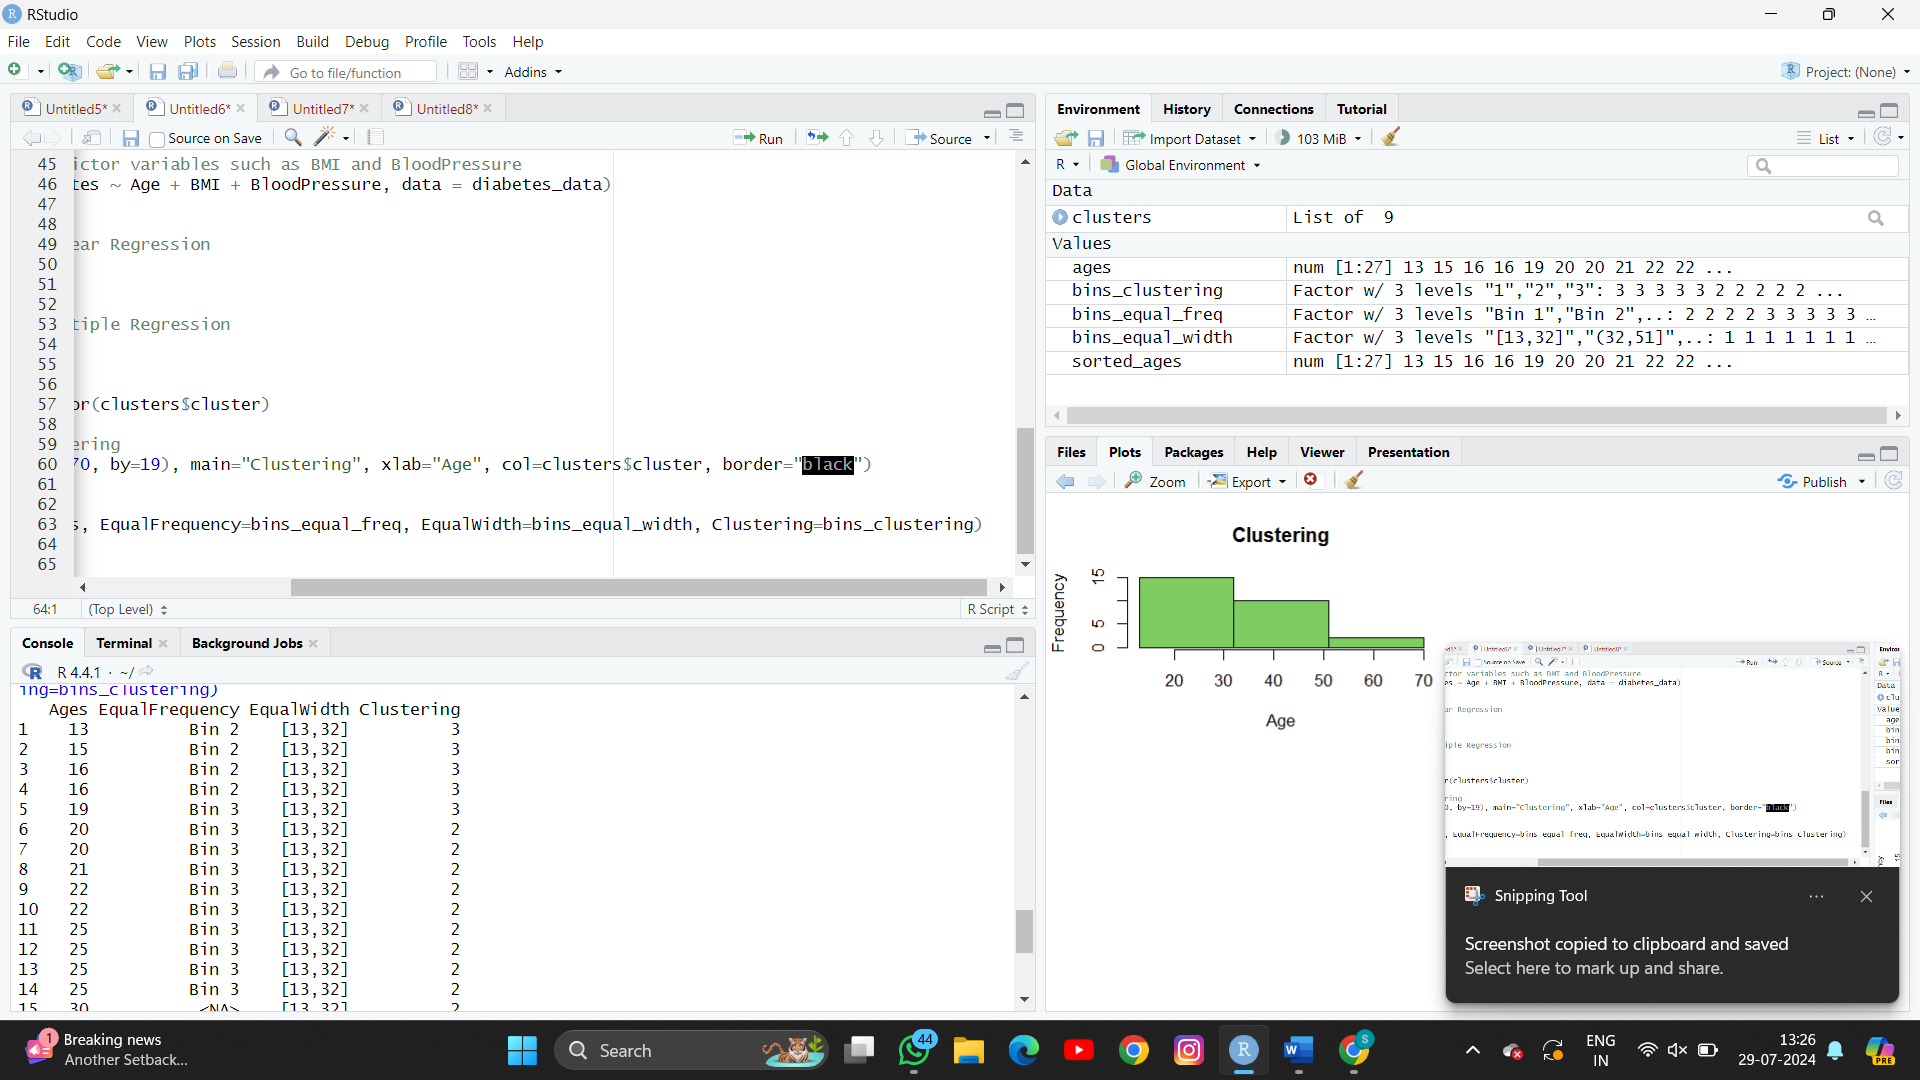 RStudio
File Edit Code View Plots Session Build Debug Profile Tools Help
Go to file/function Addins Project: (None)
Untitled5* Untitled6* Untitled7* Untitled8*
Source on Save Run Source
45 ictor variables such as BMI and BloodPressure
46 tes ~ Age + BMI + BloodPressure, data = diabetes_data)
47
48
49 ear Regression
50
51
52
53 tiple Regression
54
55
56
57 or(clusters$cluster)
58
59 ering
60 70, by=19), main="Clustering", xlab="Age", col=clusters$cluster, border="black")
61
62
63 s, EqualFrequency=bins_equal_freq, EqualWidth=bins_equal_width, Clustering=bins_clustering)
64
65
64:1 (Top Level) R Script
Console Terminal Background Jobs
R 4.4.1 · ~/
ing=bins_clustering)
Ages EqualFrequency EqualWidth Clustering
1 13 Bin 2 [13,32] 3
2 15 Bin 2 [13,32] 3
3 16 Bin 2 [13,32] 3
4 16 Bin 2 [13,32] 3
5 19 Bin 3 [13,32] 3
6 20 Bin 3 [13,32] 2
7 20 Bin 3 [13,32] 2
8 21 Bin 3 [13,32] 2
9 22 Bin 3 [13,32] 2
10 22 Bin 3 [13,32] 2
11 25 Bin 3 [13,32] 2
12 25 Bin 3 [13,32] 2
13 25 Bin 3 [13,32] 2
14 25 Bin 3 [13,32] 2
15 30 <NA> [13,32] 2
Environment History Connections Tutorial
Import Dataset 103 MiB List
R Global Environment
Data
clusters List of 9
Values
ages num [1:27] 13 15 16 16 19 20 20 21 22 22 ...
bins_clustering Factor w/ 3 levels "1","2","3": 3 3 3 3 3 2 2 2 2 2 ...
bins_equal_freq Factor w/ 3 levels "Bin 1","Bin 2",..: 2 2 2 2 3 3 3 3 3 …
bins_equal_width Factor w/ 3 levels "[13,32]","(32,51]",..: 1 1 1 1 1 1 1 …
sorted_ages num [1:27] 13 15 16 16 19 20 20 21 22 22 ...
Files Plots Packages Help Viewer Presentation
Zoom Export Publish
Clustering
Frequency
15
5
0
20 30 40 50 60 70
Age
Snipping Tool
Screenshot copied to clipboard and saved
Select here to mark up and share.
1 Breaking news
Another Setback...
Search
44
S
PRE
ENG
IN
13:26
29-07-2024